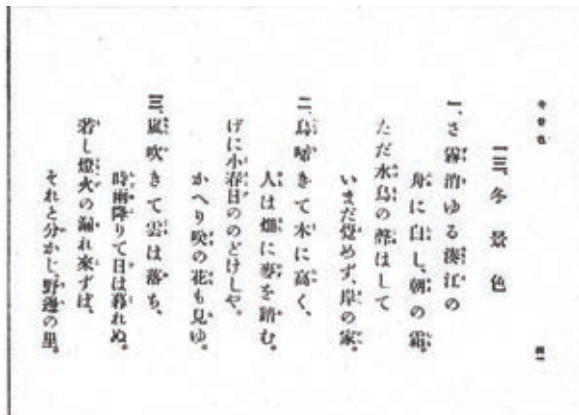 一三、冬景色
一、さ霧消ゆる湊江の
舟に白し、朝の霜。
ただ水鳥の聲はして
いまだ覺めず、岸の家。
二、烏啼きて木に高く、
人は畑に麥を踏む。
げに小春日ののどけしや。
かへり咲の花も見ゆ。
三、嵐吹きて雲は落ち、
時雨降りて日は暮れぬ。
若し燈火の漏れ來ずば、
それと分かじ、野邊の里。